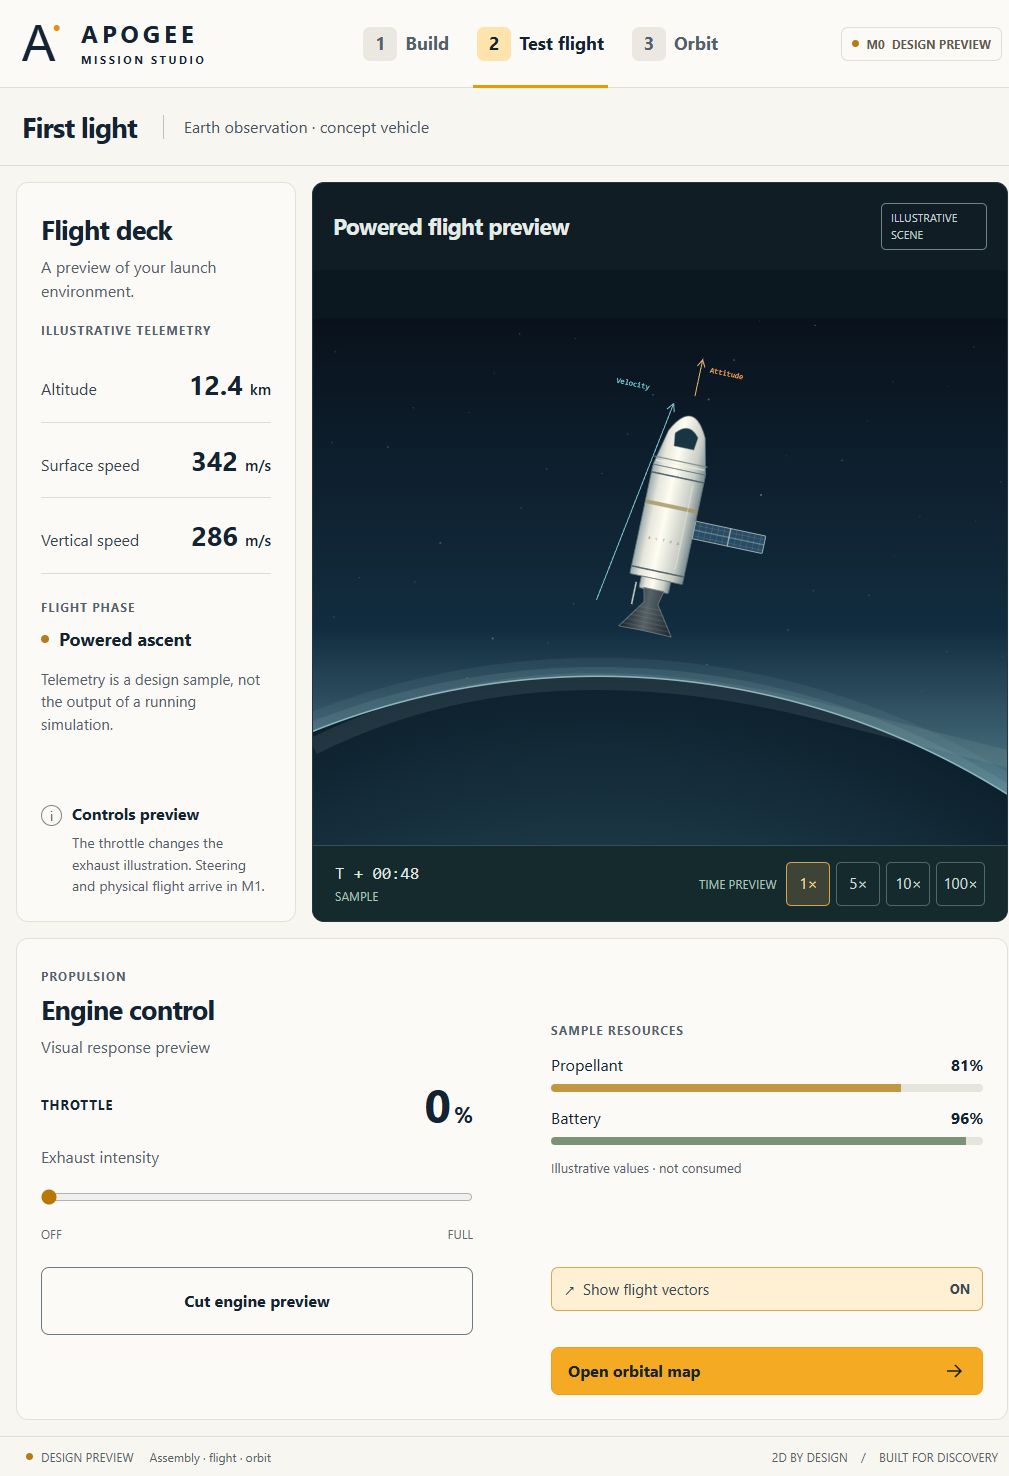 APOGEE
MISSION STUDIO
1 Build
2 Test flight
3 Orbit
M0 DESIGN PREVIEW
First light
Earth observation · concept vehicle
Flight deck
A preview of your launch
environment.
ILLUSTRATIVE TELEMETRY
Altitude 12.4 km
Surface speed 342 m/s
Vertical speed 286 m/s
FLIGHT PHASE
Powered ascent
Telemetry is a design sample, not
the output of a running
simulation.
Controls preview
The throttle changes the
exhaust illustration. Steering
and physical flight arrive in M1.
Powered flight preview
ILLUSTRATIVE
SCENE
Velocity
Attitude
T + 00:48
SAMPLE
TIME PREVIEW 1× 5× 10× 100×
PROPULSION
Engine control
Visual response preview
THROTTLE 0%
Exhaust intensity
OFF FULL
Cut engine preview
SAMPLE RESOURCES
Propellant 81%
Battery 96%
Illustrative values · not consumed
↗ Show flight vectors ON
Open orbital map →
DESIGN PREVIEW Assembly · flight · orbit
2D BY DESIGN / BUILT FOR DISCOVERY